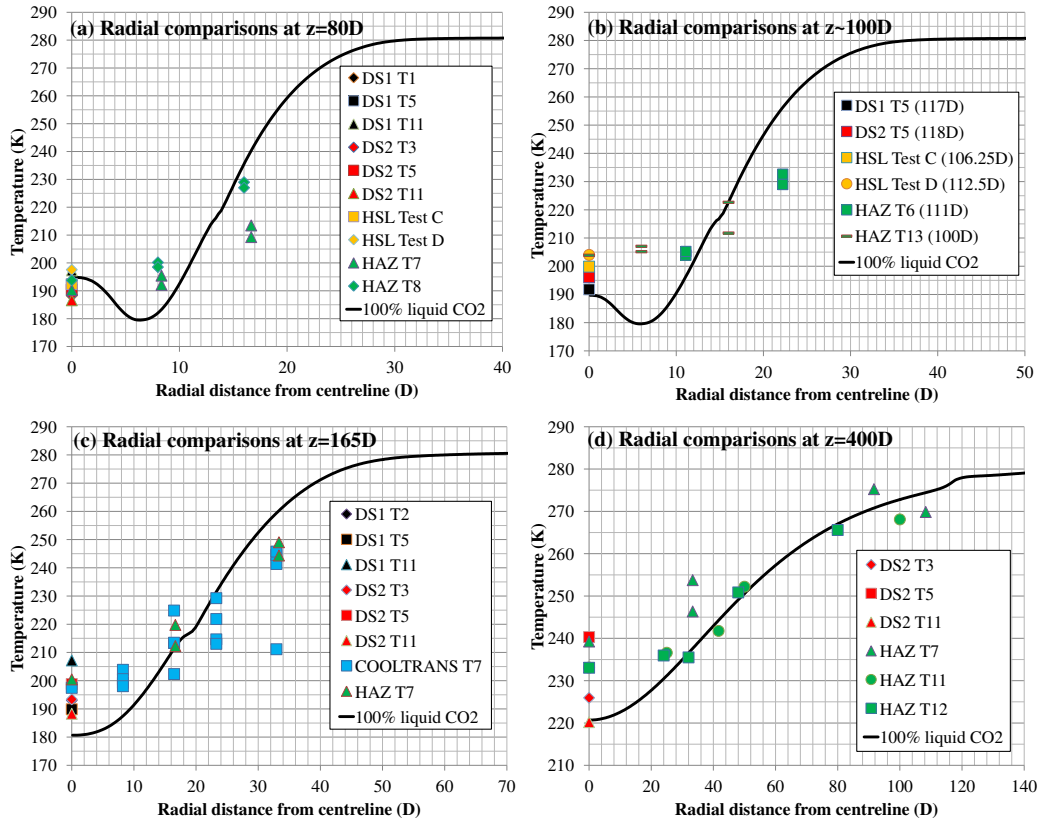 (a) Radial comparisons at z=80D
Temperature (K)
290
280
270
260
250
240
230
220
210
200
190
180
170
0
10
20
30
40
Radial distance from centreline (D)
DS1 T1
DS1 T5
DS1 T11
DS2 T3
DS2 T5
DS2 T11
HSL Test C
HSL Test D
HAZ T7
HAZ T8
100% liquid CO2
(b) Radial comparisons at z~100D
Temperature (K)
290
280
270
260
250
240
230
220
210
200
190
180
170
0
10
20
30
40
50
Radial distance from centreline (D)
DS1 T5 (117D)
DS2 T5 (118D)
HSL Test C (106.25D)
HSL Test D (112.5D)
HAZ T6 (111D)
HAZ T13 (100D)
100% liquid CO2
(c) Radial comparisons at z=165D
Temperature (K)
290
280
270
260
250
240
230
220
210
200
190
180
170
0
10
20
30
40
50
60
70
Radial distance from centreline (D)
DS1 T2
DS1 T5
DS1 T11
DS2 T3
DS2 T5
DS2 T11
COOLTRANS T7
HAZ T7
100% liquid CO2
(d) Radial comparisons at z=400D
Temperature (K)
290
280
270
260
250
240
230
220
210
0
20
40
60
80
100
120
140
Radial distance from centreline (D)
DS2 T3
DS2 T5
DS2 T11
HAZ T7
HAZ T11
HAZ T12
100% liquid CO2